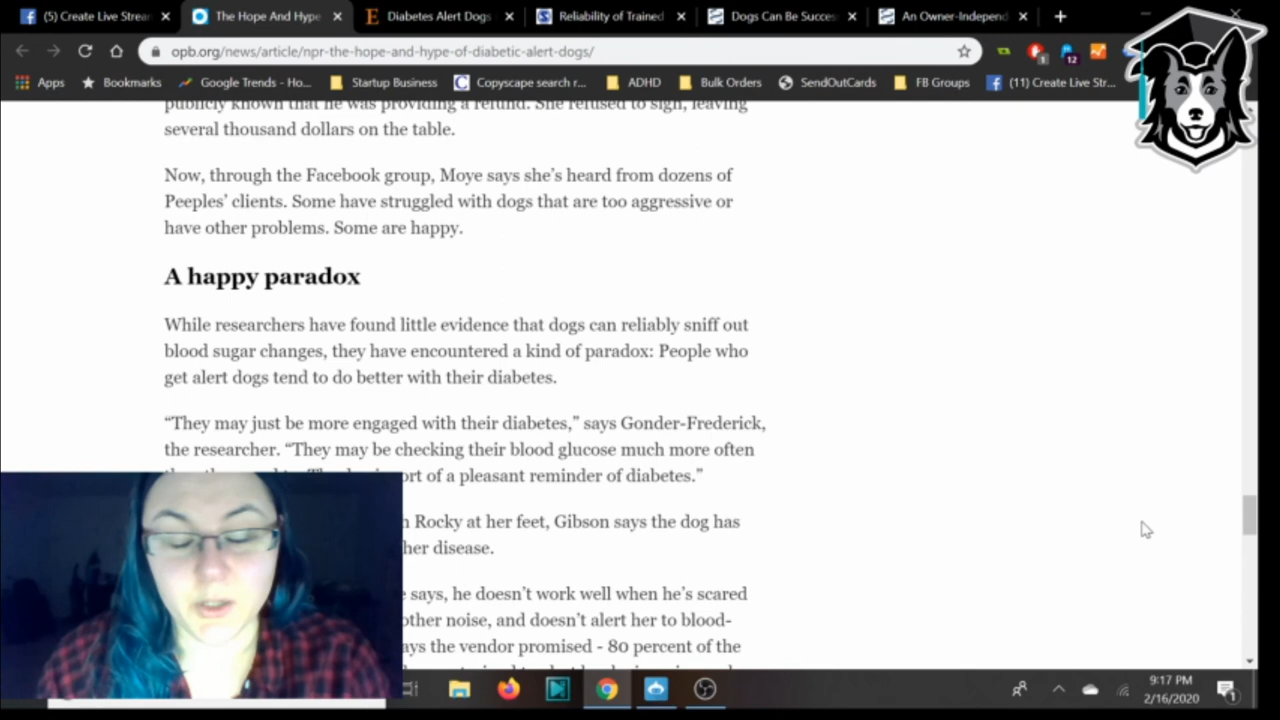 (5) Create Live Strea
The Hope And Hype
Diabetes Alert Dogs
Reliability of Trained
Dogs Can Be Succes
An Owner-Independ
opb.org/news/article/npr-the-hope-and-hype-of-diabetic-alert-dogs/
1
12
Apps
Bookmarks
Google Trends - Ho...
Startup Business
Copyscape search r...
ADHD
Bulk Orders
SendOutCards
FB Groups
(11) Create Live Str...
publicly known that he was providing a refund. She refused to sign, leaving
several thousand dollars on the table.
Now, through the Facebook group, Moye says she's heard from dozens of
Peeples' clients. Some have struggled with dogs that are too aggressive or
have other problems. Some are happy.
A happy paradox
While researchers have found little evidence that dogs can reliably sniff out
blood sugar changes, they have encountered a kind of paradox: People who
get alert dogs tend to do better with their diabetes.
“They may just be more engaged with their diabetes,” says Gonder-Frederick,
the researcher. “They may be checking their blood glucose much more often
of a pleasant reminder of diabetes.”
Rocky at her feet, Gibson says the dog has
her disease.
says, he doesn't work well when he's scared
other noise, and doesn't alert her to blood-
the vendor promised - 80 percent of the
9:17 PM
2/16/2020
1